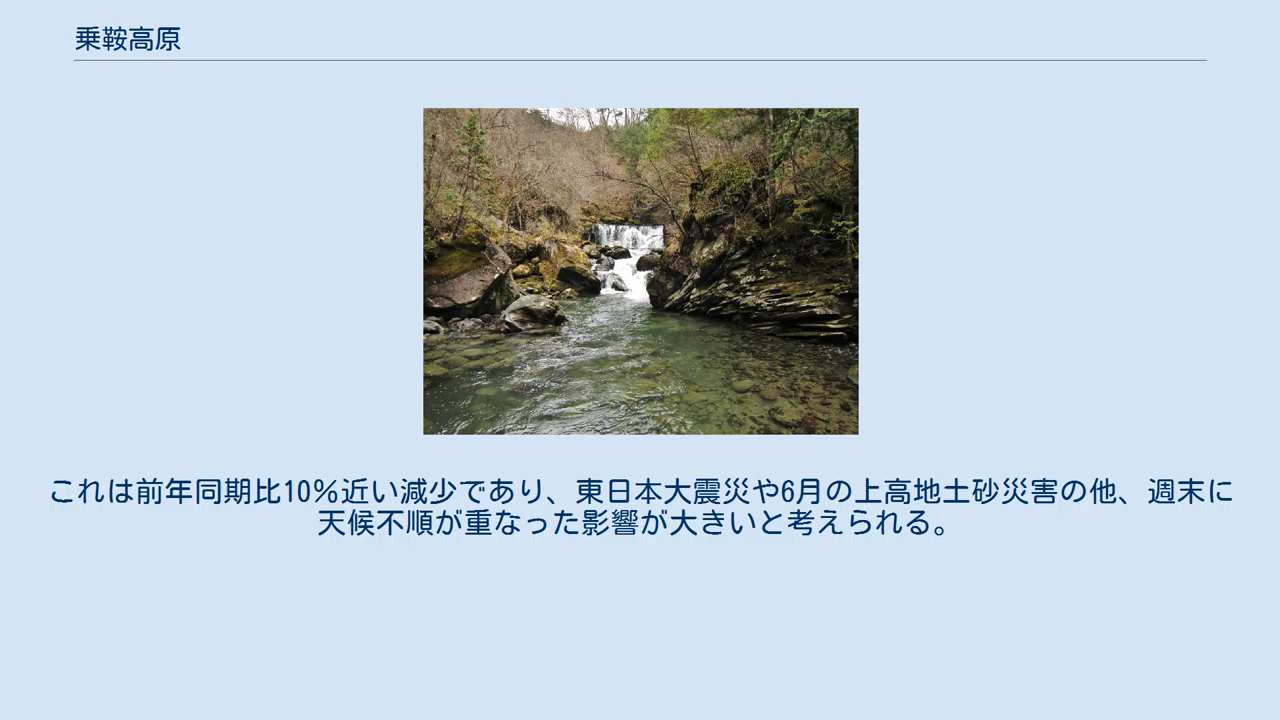 乗鞍高原
これは前年同期比10％近い減少であり、東日本大震災や6月の上高地土砂災害の他、週末に
天候不順が重なった影響が大きいと考えられる。